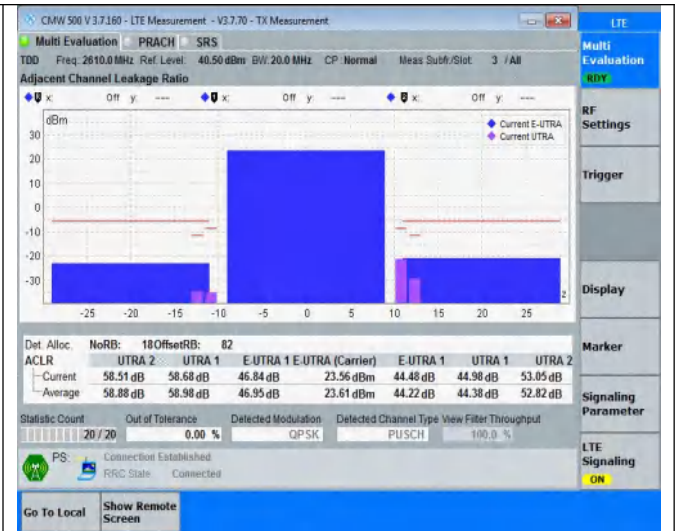 CMW 500 V 3.7.160 - LTE Measurement - V3.7.70 - TX Measurement
LTE
Multi Evaluation PRACH SRS
Multi Evaluation
RDY
TDD Freq.: 2610.0 MHz Ref. Level: 40.50 dBm BW: 20.0 MHz CP: Normal Meas Subfr./Slot: 3 / All
Adjacent Channel Leakage Ratio
x: Off y: --- x: Off y: --- x: Off y: ---
dBm
Current E-UTRA
Current UTRA
30
20
10
0
-10
-20
-30
2
-25 -20 -15 -10 -5 0 5 10 15 20 25
RF Settings
Trigger
Display
Marker
Signaling Parameter
LTE Signaling
ON
Det. Alloc. NoRB: 18 OffsetRB: 82
ACLR UTRA 2 UTRA 1 E-UTRA 1 E-UTRA (Carrier) E-UTRA 1 UTRA 1 UTRA 2
Current 58.51 dB 58.68 dB 46.84 dB 23.56 dBm 44.48 dB 44.98 dB 53.05 dB
Average 58.88 dB 58.98 dB 46.95 dB 23.61 dBm 44.22 dB 44.38 dB 52.82 dB
Statistic Count Out of Tolerance Detected Modulation Detected Channel Type View Filter Throughput
20 / 20 0.00 % QPSK PUSCH 100.0 %
PS: Connection Established
RRC State Connected
Go To Local Show Remote Screen